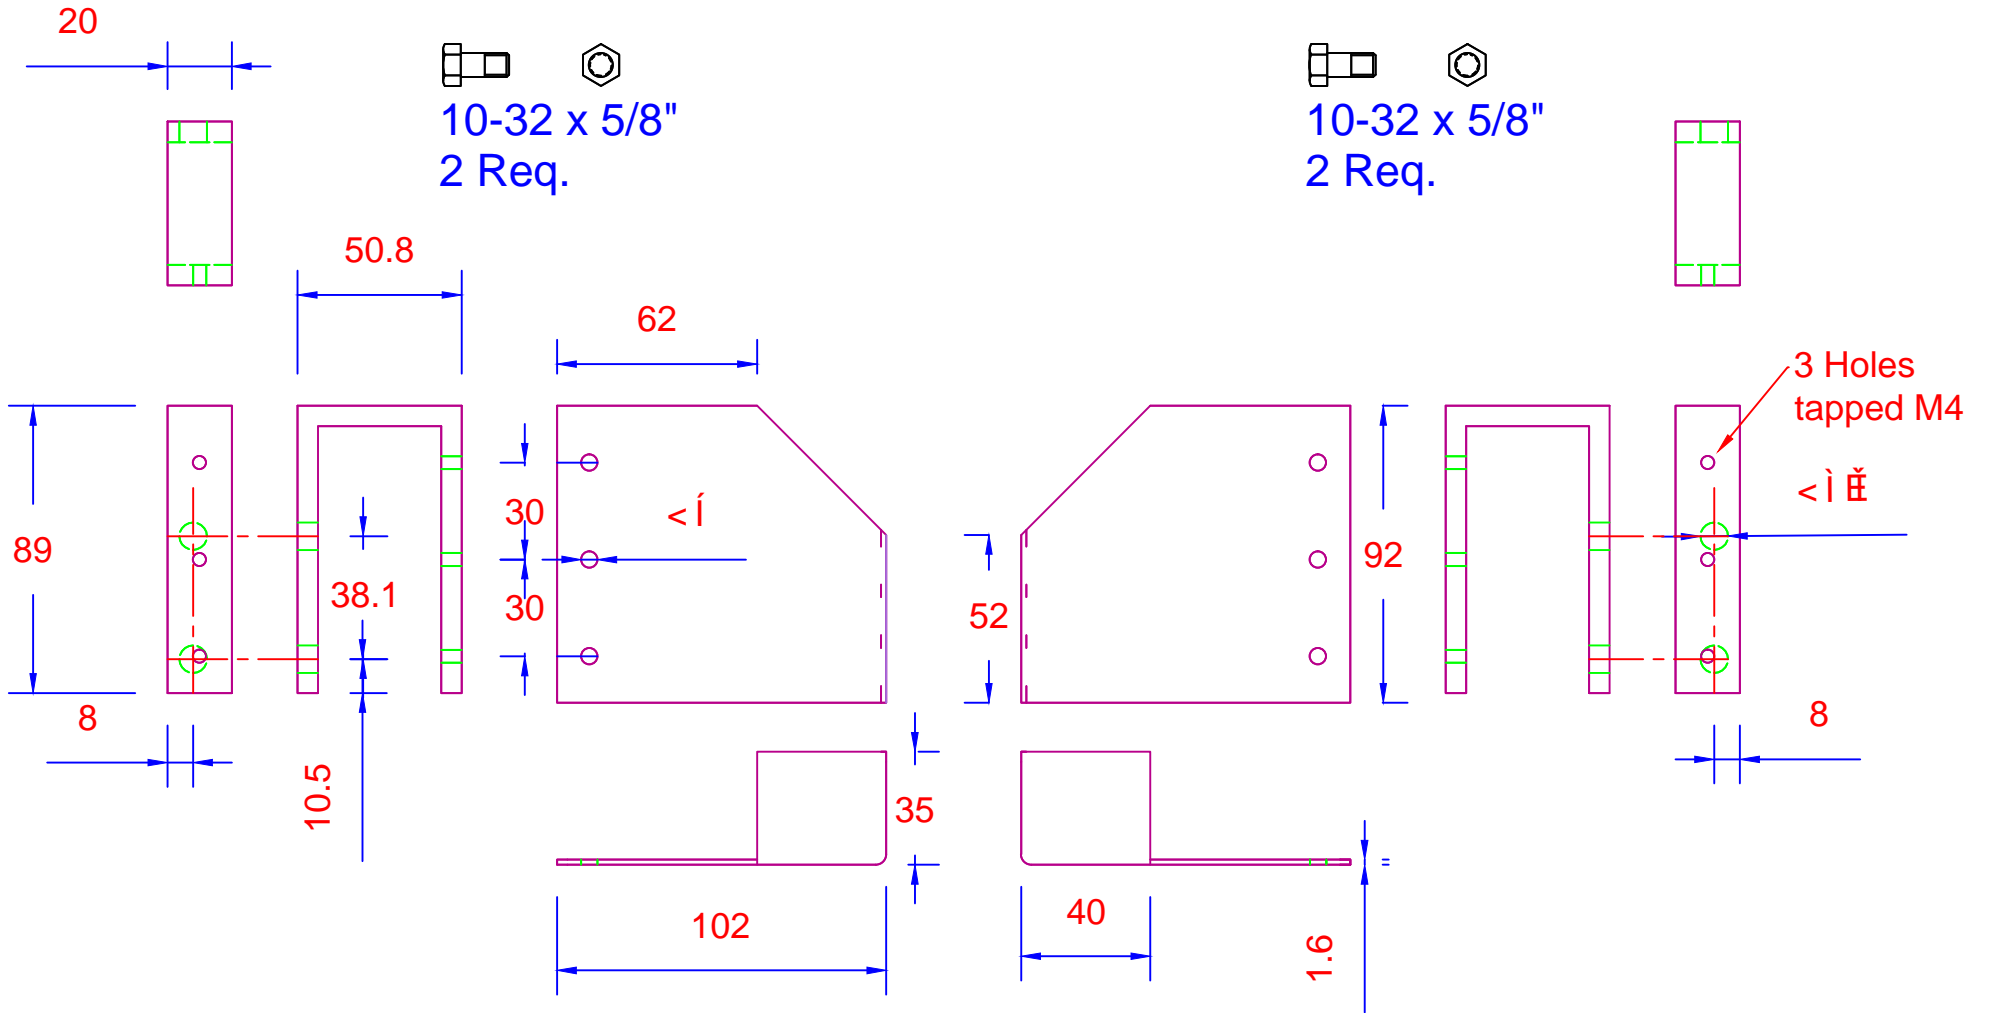 20
10-32 x 5/8"
2 Req.
10-32 x 5/8"
2 Req.
50.8
62
3 Holes
tapped M4
30
< Í
< Ì
89
38.1
30
52
92
8
8
10.5
35
102
40
1.6